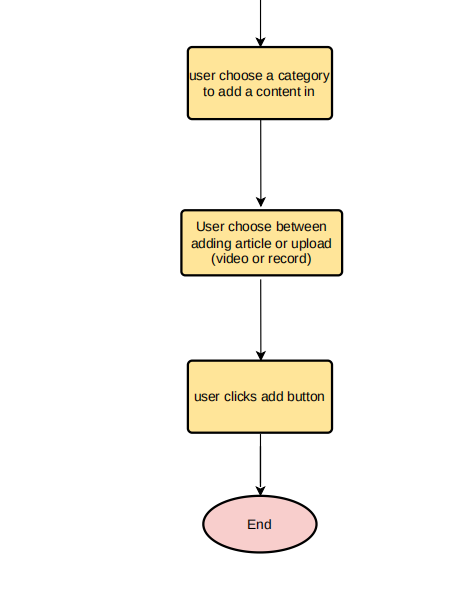 user choose a category
to add a content in
User choose between
adding article or upload
(video or record)
user clicks add button
End